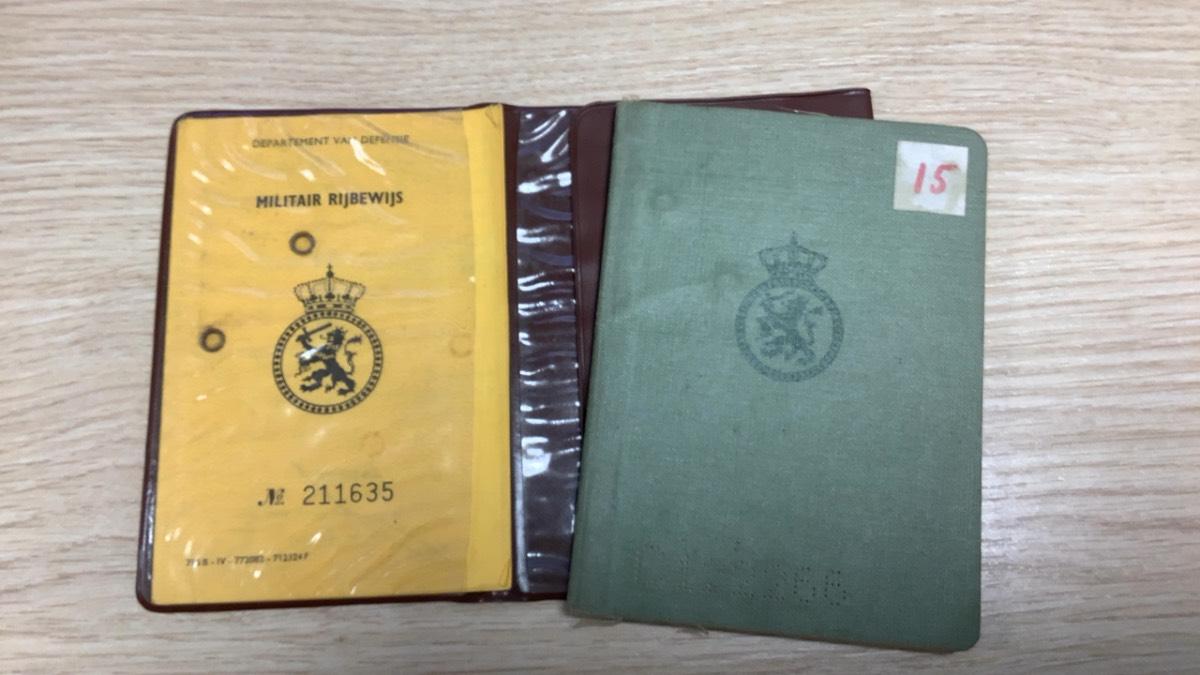 DEPARTEMENT VAN DEFENSIE
MILITAIR RIJBEWIJS
№ 211635
15